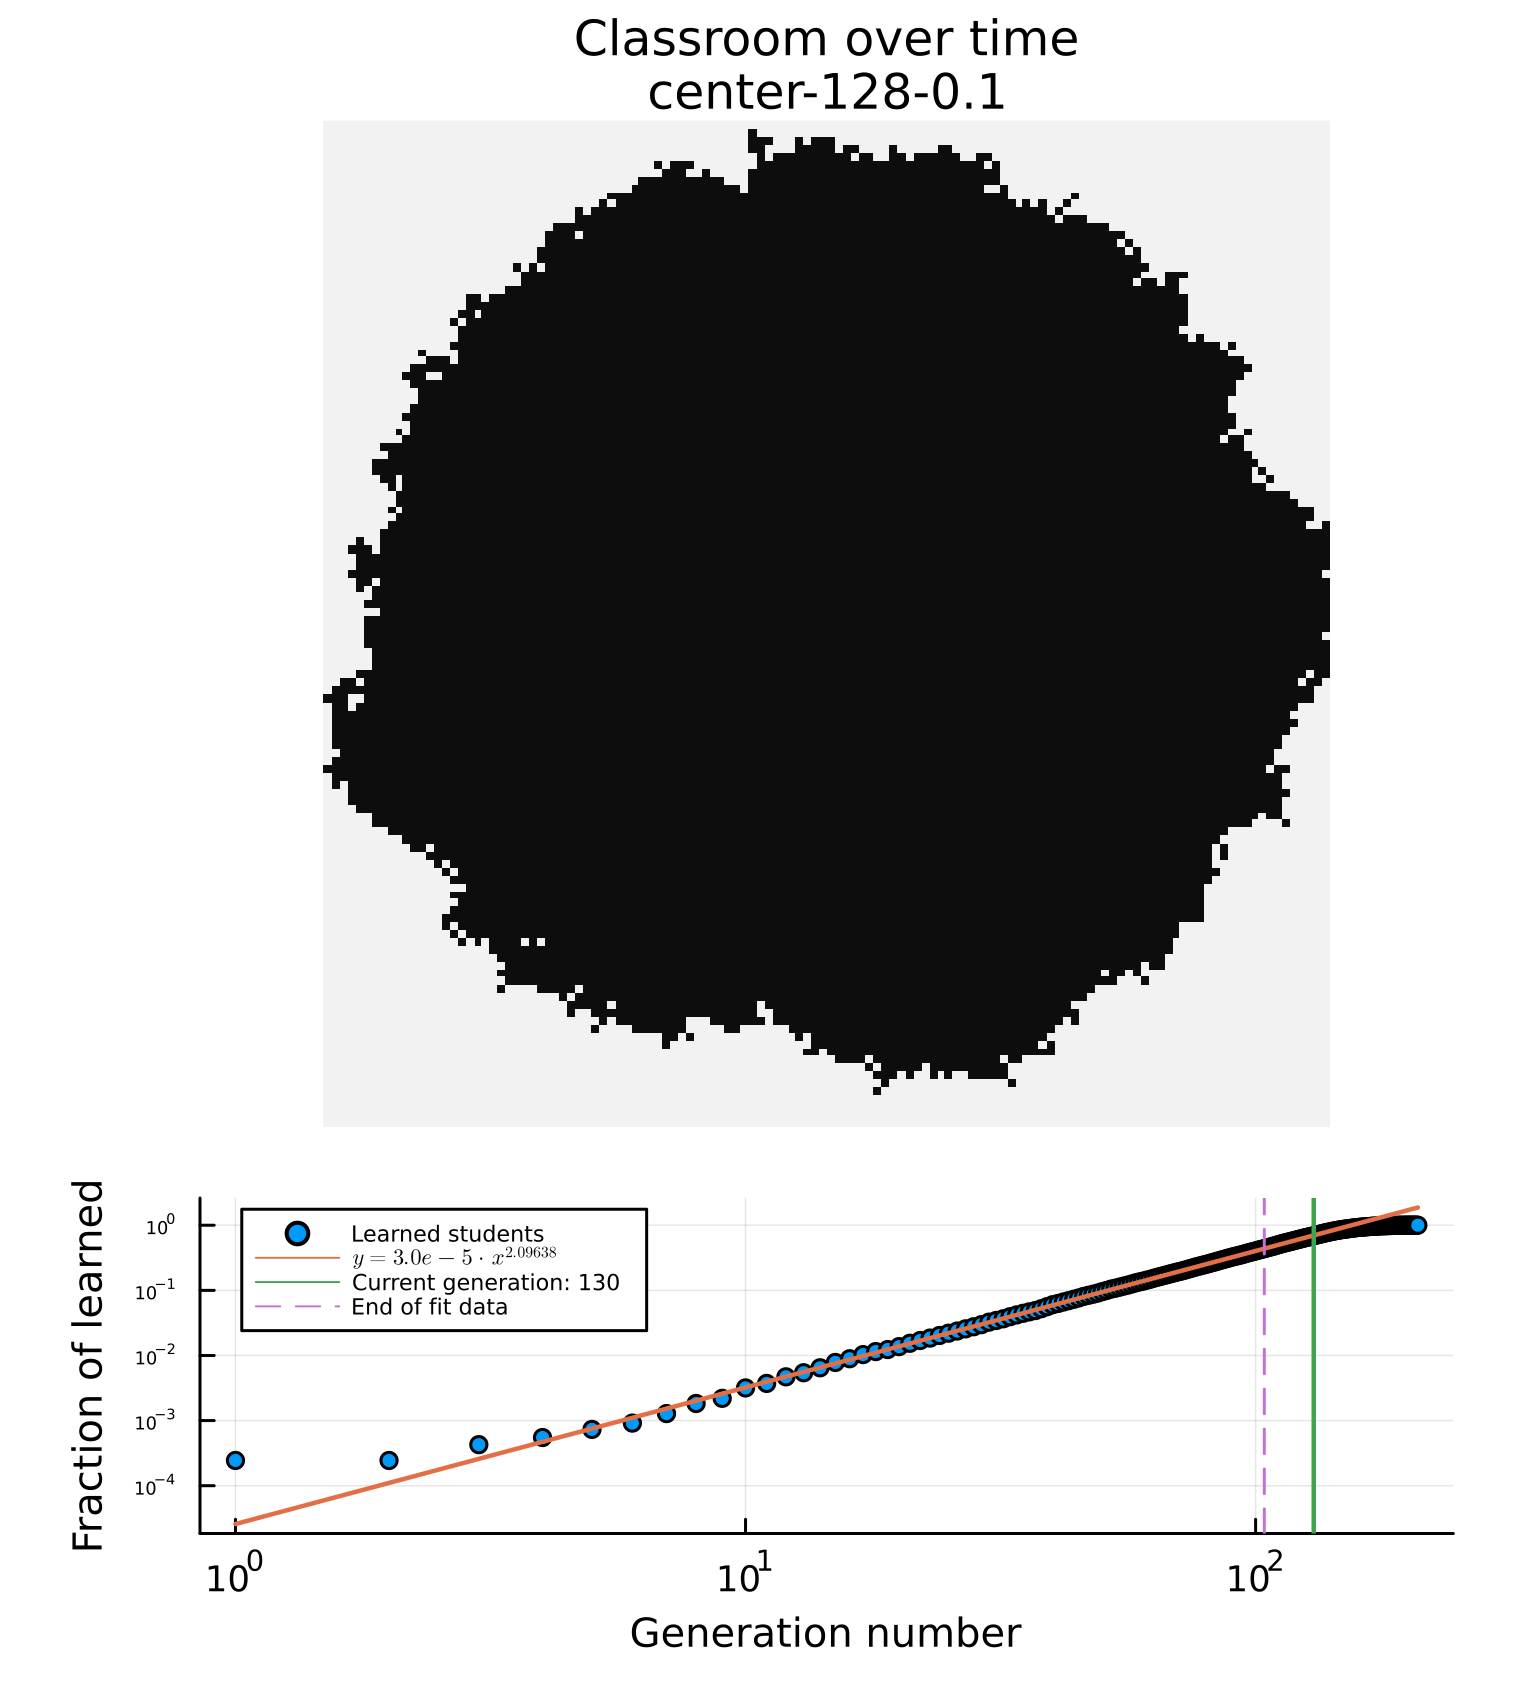 Classroom over time
center-128-0.1
Fraction of learned
10^0
10^-1
10^-2
10^-3
10^-4
Learned students
y = 3.0e − 5 · x^2.09638
Current generation: 130
End of fit data
10^0 10^1 10^2
Generation number